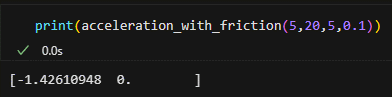 print(acceleration_with_friction(5,20,5,0.1))
✓ 0.0s
[-1.42610948 0. ]